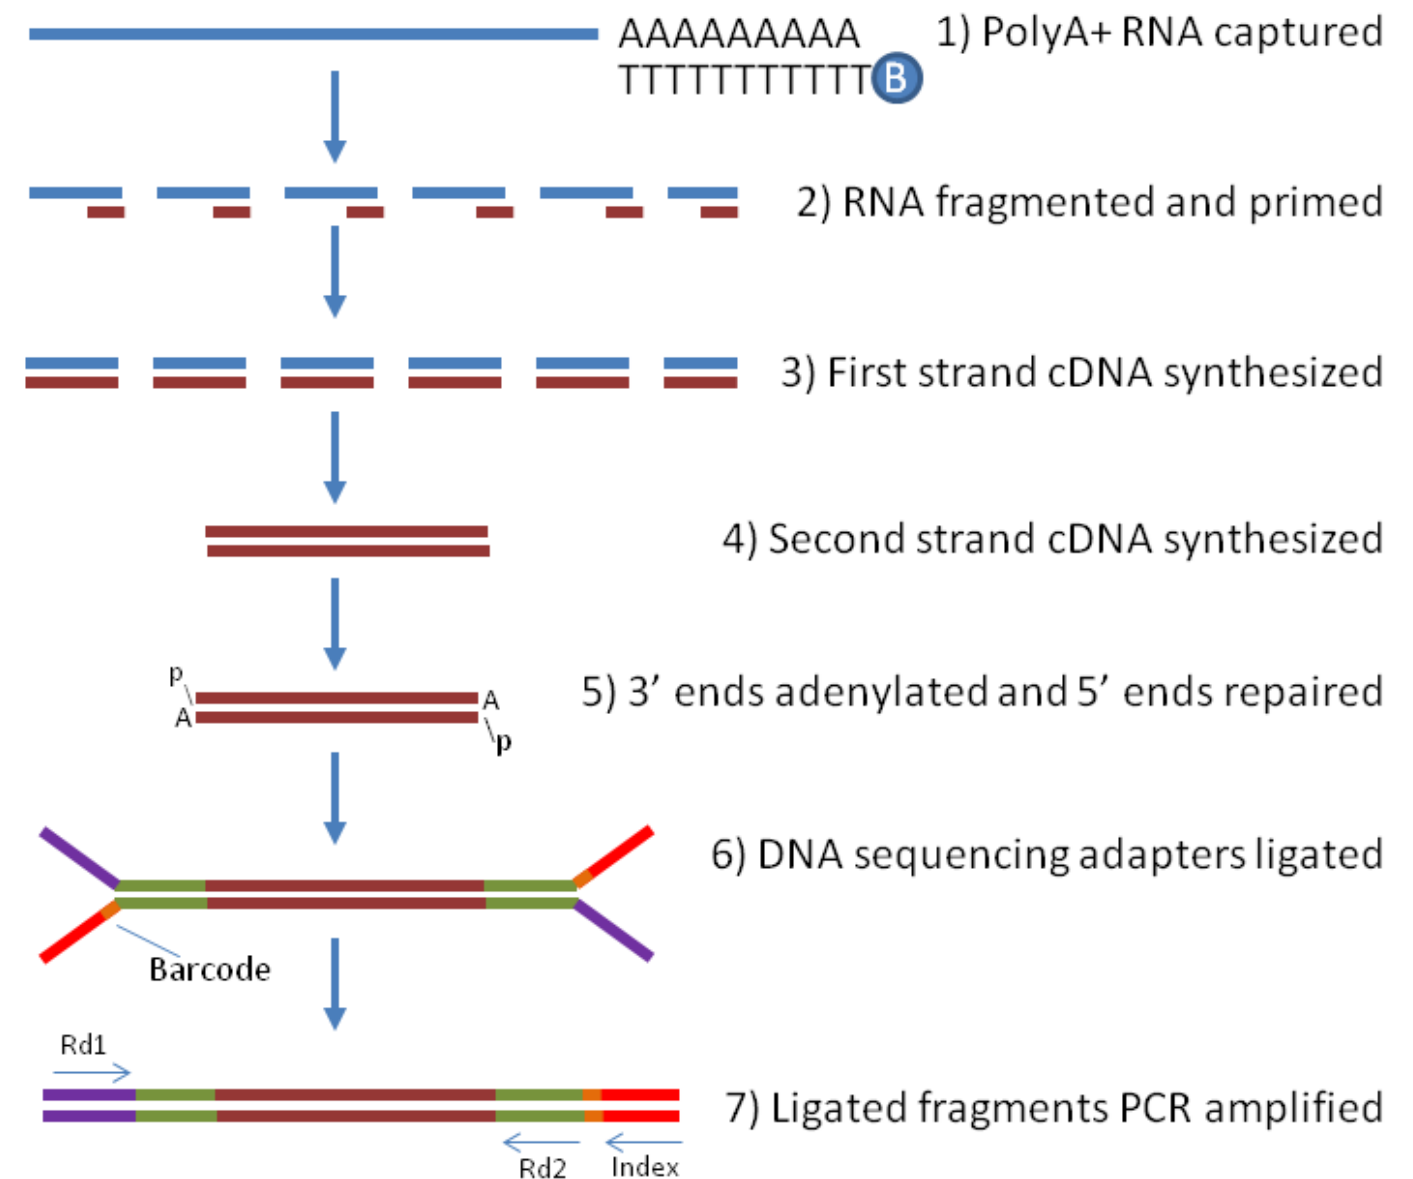 AAAAAAAAA
1) PolyA+ RNA captured
TTTTTTTTTTT B
2) RNA fragmented and primed
3) First strand cDNA synthesized
4) Second strand cDNA synthesized
p
A
A
p
5) 3’ ends adenylated and 5’ ends repaired
6) DNA sequencing adapters ligated
Barcode
Rd1
7) Ligated fragments PCR amplified
Rd2
Index